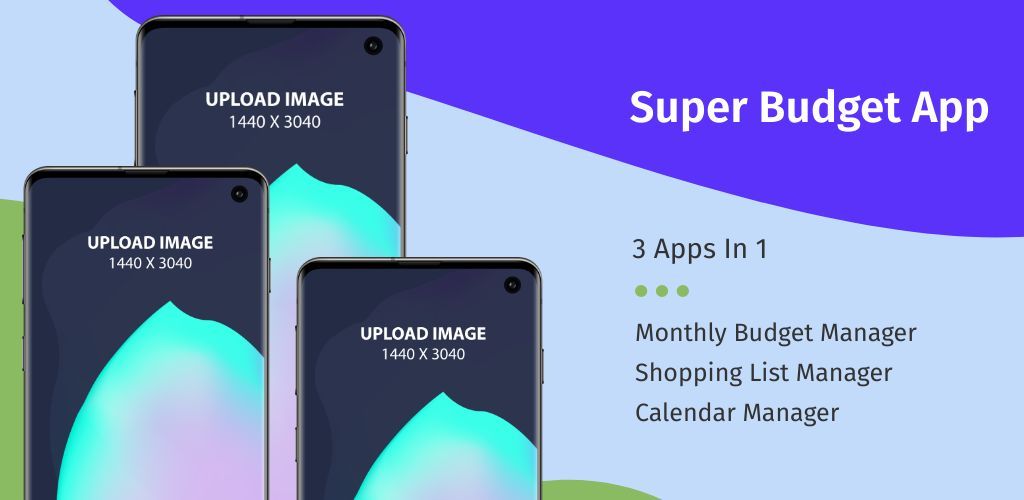 UPLOAD IMAGE
1440 X 3040
UPLOAD IMAGE
1440 X 3040
UPLOAD IMAGE
1440 X 3040
Super Budget App
3 Apps In 1
Monthly Budget Manager
Shopping List Manager
Calendar Manager